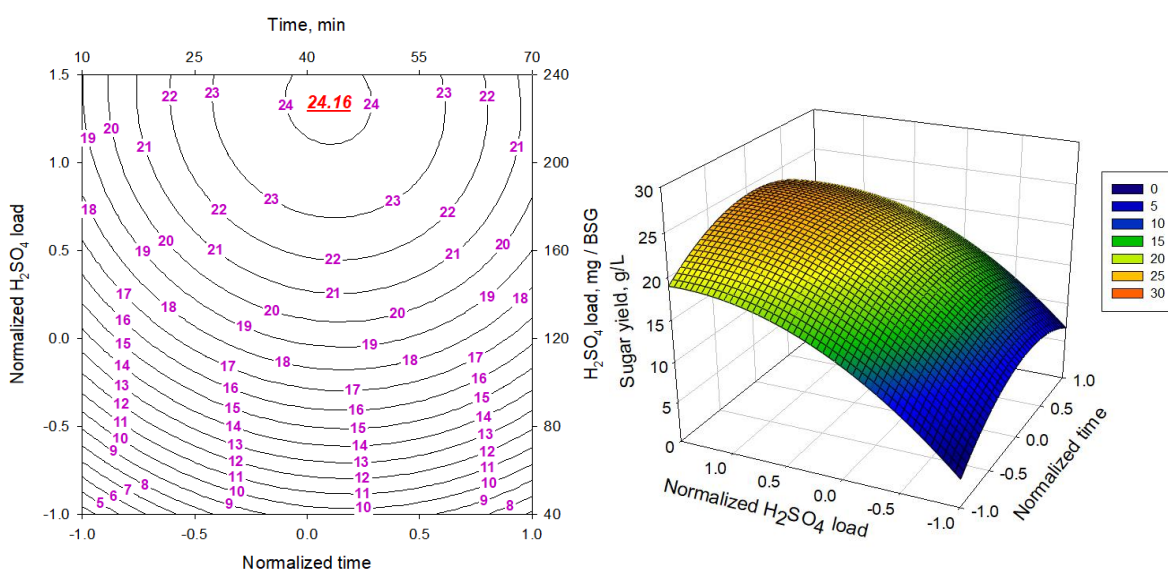 Time, min
10 25 40 55 70
1.5 240
23 24 24.16 24 23
22 22
20
19 21 21
1.0 200
18 22 23 23 22
20
19 21 21 20
0.5 160
22
17 21 19
18 20 20 18
16 19
0.0 120
15 19
14 18 18 17
13 17 17 16
12 16 15
11 15 14
-0.5 80
10 14 13
9 13 12
12 11
11 10
8 10 11 9
5 6 7 9 10 8
-1.0 40
-1.0 -0.5 0.0 0.5 1.0
Normalized time
Normalized H2SO4 load
H2SO4 load, mg / BSG
Sugar yield, g/L
30
25
20
15
10
5
0
1.0 0.5 0.0 -0.5 -1.0
Normalized H2SO4 load
1.0
0.5
0.0
-0.5
-1.0
Normalized time
0
5
10
15
20
25
30